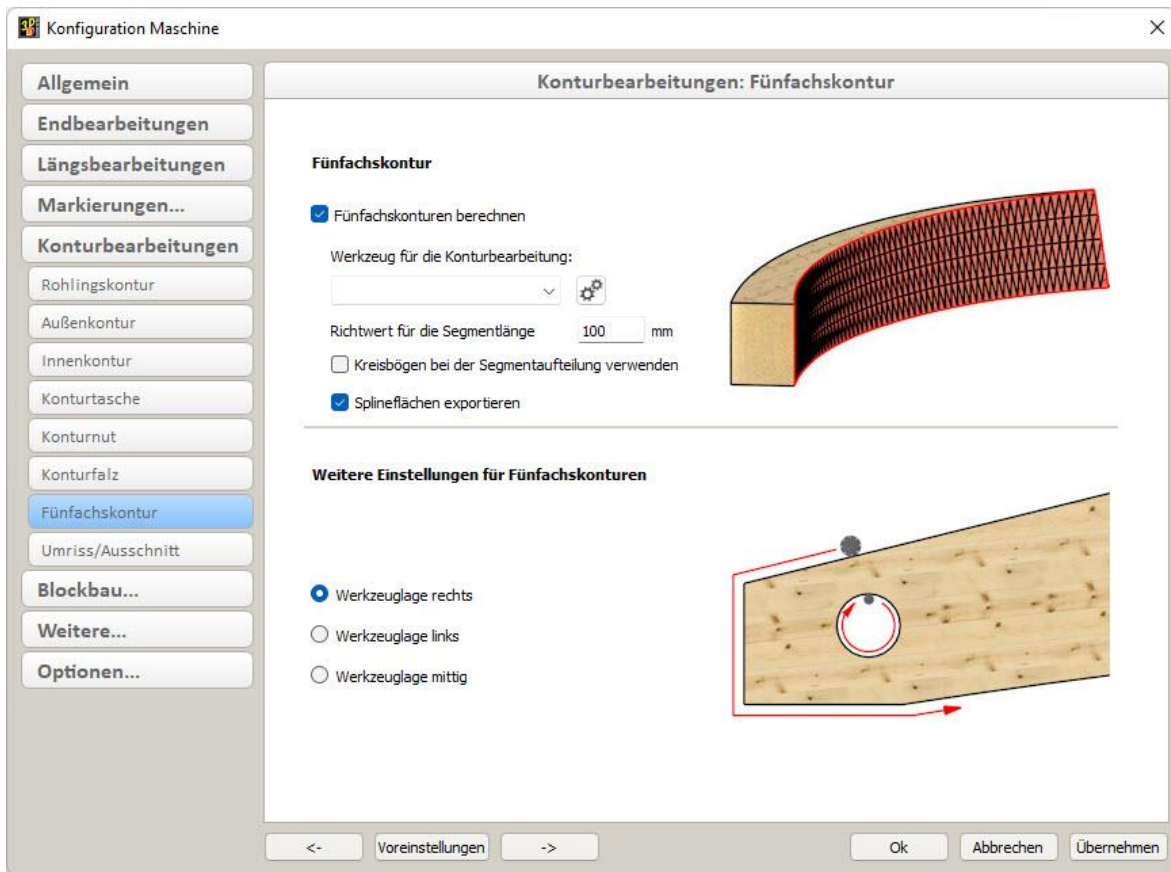 Konfiguration Maschine
Allgemein
Endbearbeitungen
Längsbearbeitungen
Markierungen...
Konturbearbeitungen
Rohlingskontur
Außenkontur
Innenkontur
Konturtasche
Konturnut
Konturfalz
Fünfachskontur
Umriss/Ausschnitt
Blockbau...
Weitere...
Optionen...
Konturbearbeitungen: Fünfachskontur
Fünfachskontur
Fünfachskonturen berechnen
Werkzeug für die Konturbearbeitung:
Richtwert für die Segmentlänge 100 mm
Kreisbögen bei der Segmentaufteilung verwenden
Splineflächen exportieren
Weitere Einstellungen für Fünfachskonturen
Werkzeuglage rechts
Werkzeuglage links
Werkzeuglage mittig
<- Voreinstellungen -> Ok Abbrechen Übernehmen